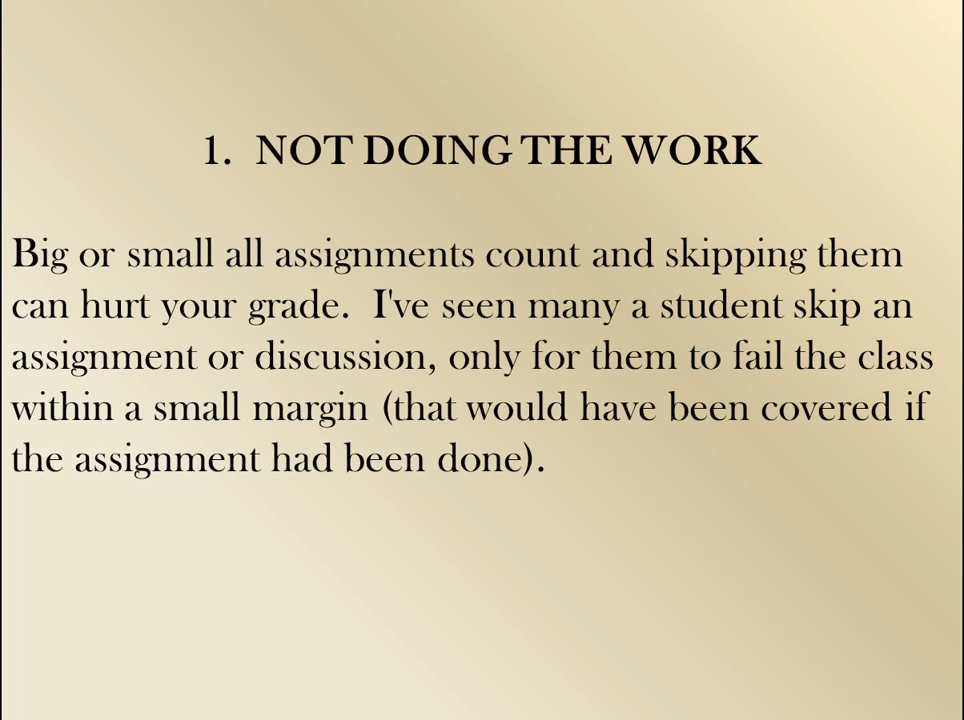 1.  NOT DOING THE WORK
Big or small all assignments count and skipping them
can hurt your grade.  I've seen many a student skip an
assignment or discussion, only for them to fail the class
within a small margin (that would have been covered if
the assignment had been done).